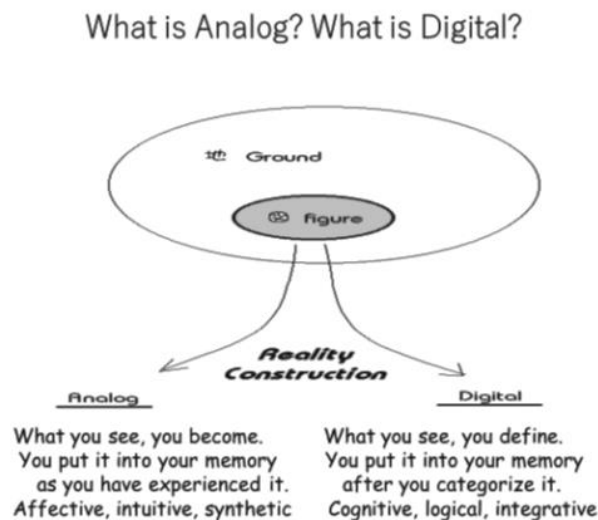 What is Analog? What is Digital?
Ground
figure
Reality
Construction
Analog
What you see, you become.
You put it into your memory
as you have experienced it.
Affective, intuitive, synthetic
Digital
What you see, you define.
You put it into your memory
after you categorize it.
Cognitive, logical, integrative